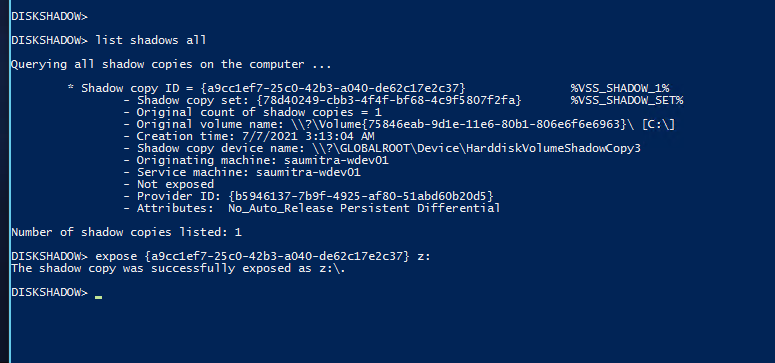 DISKSHADOW>
DISKSHADOW> list shadows all
Querying all shadow copies on the computer ...
* Shadow copy ID = {a9cc1ef7-25c0-42b3-a040-de62c17e2c37} %VSS_SHADOW_1%
- Shadow copy set: {78d40249-cbb3-4f4f-bf68-4c9f5807f2fa} %VSS_SHADOW_SET%
- Original count of shadow copies = 1
- Original volume name: \\?\Volume{75846eab-9d1e-11e6-80b1-806e6f6e6963}\ [C:\]
- Creation time: 7/7/2021 3:13:04 AM
- Shadow copy device name: \\?\GLOBALROOT\Device\HarddiskVolumeShadowCopy3
- Originating machine: saumitra-wdev01
- Service machine: saumitra-wdev01
- Not exposed
- Provider ID: {b5946137-7b9f-4925-af80-51abd60b20d5}
- Attributes: No_Auto_Release Persistent Differential
Number of shadow copies listed: 1
DISKSHADOW> expose {a9cc1ef7-25c0-42b3-a040-de62c17e2c37} z:
The shadow copy was successfully exposed as z:\.
DISKSHADOW> _